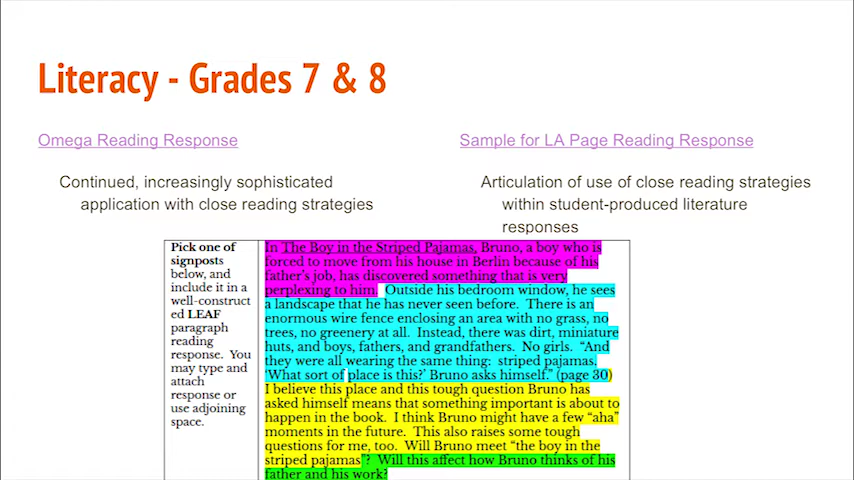 Literacy - Grades 7 & 8
Omega Reading Response
Continued, increasingly sophisticated
application with close reading strategies
Sample for LA Page Reading Response
Articulation of use of close reading strategies
within student-produced literature
responses
Pick one of
signposts
below, and
include it in a
well-construct
ed LEAF
paragraph
reading
response. You
may type and
attach
response or
use adjoining
space.
In The Boy in the Striped Pajamas, Bruno, a boy who is
forced to move from his house in Berlin because of his
father's job, has discovered something that is very
perplexing to him. Outside his bedroom window, he sees
a landscape that he has never seen before. There is an
enormous wire fence enclosing an area with no grass, no
trees, no greenery at all. Instead, there was dirt, miniature
huts, and boys, fathers, and grandfathers. No girls. “And
they were all wearing the same thing: striped pajamas.
‘What sort of place is this?’ Bruno asks himself.” (page 30)
I believe this place and this tough question Bruno has
asked himself means that something important is about to
happen in the book. I think Bruno might have a few “aha”
moments in the future. This also raises some tough
questions for me, too. Will Bruno meet “the boy in the
striped pajamas”? Will this affect how Bruno thinks of his
father and his work?